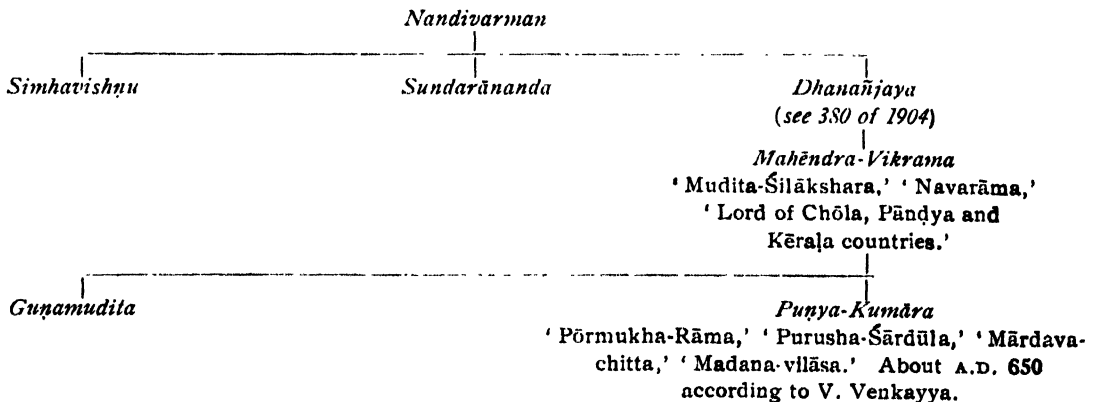 Nandivarman
Simhavishṇu Sundarānanda Dhanañjaya
(see 380 of 1904)
Mahēndra-Vikrama
‘ Mudita-Śilākshara,’ ‘ Navarāma,’
‘ Lord of Chōla, Pāṇḍya and
Kēraḷa countries.’
Guṇamudita Puṇya-Kumāra
‘ Pōrmukha-Rāma,’ ‘ Purusha-Śārdūla,’ ‘ Mārdava-
chitta,’ ‘ Madana-vilāsa.’ About A.D. 650
according to V. Venkayya.